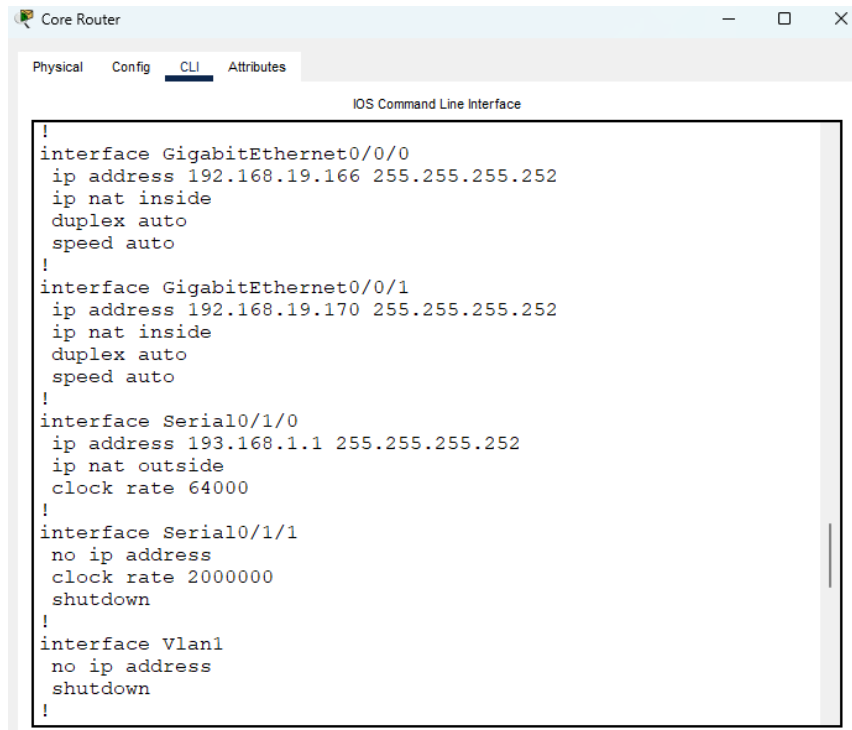 Core Router
Physical Config CLI Attributes
IOS Command Line Interface
!
interface GigabitEthernet0/0/0
 ip address 192.168.19.166 255.255.255.252
 ip nat inside
 duplex auto
 speed auto
!
interface GigabitEthernet0/0/1
 ip address 192.168.19.170 255.255.255.252
 ip nat inside
 duplex auto
 speed auto
!
interface Serial0/1/0
 ip address 193.168.1.1 255.255.255.252
 ip nat outside
 clock rate 64000
!
interface Serial0/1/1
 no ip address
 clock rate 2000000
 shutdown
!
interface Vlan1
 no ip address
 shutdown
!